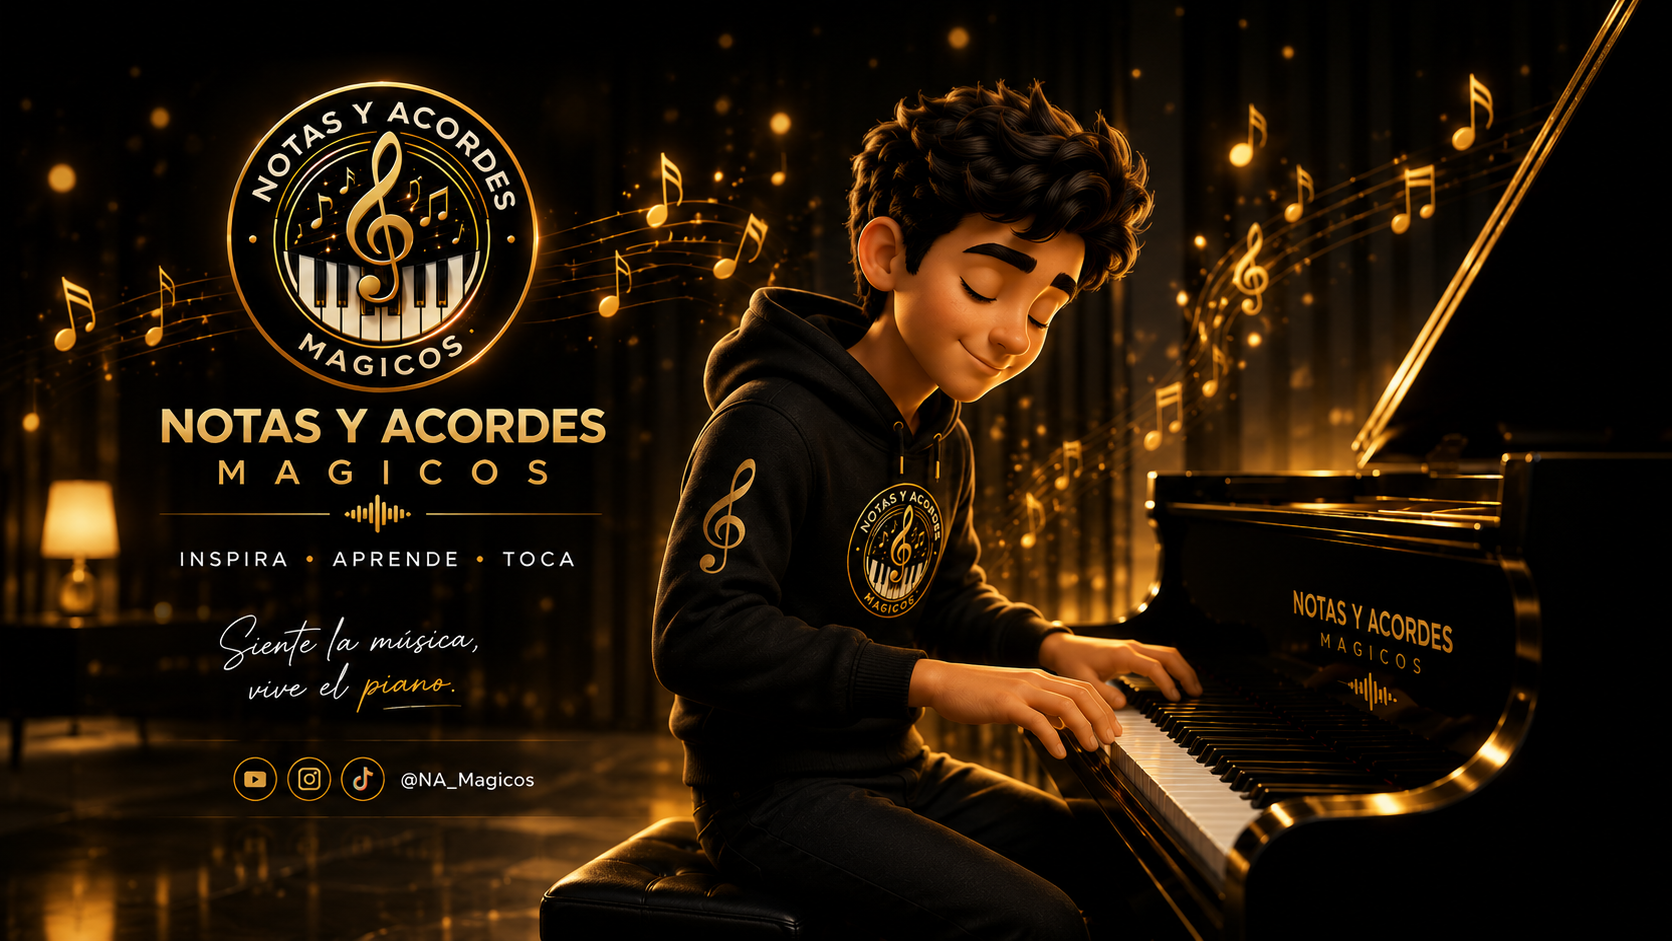 NOTAS Y ACORDES
MAGICOS
NOTAS Y ACORDES
MAGICOS
INSPIRA • APRENDE • TOCA
Siente la música,
vive el piano.
@NA_Magicos
NOTAS Y ACORDES
MAGICOS
NOTAS Y ACORDES
MAGICOS